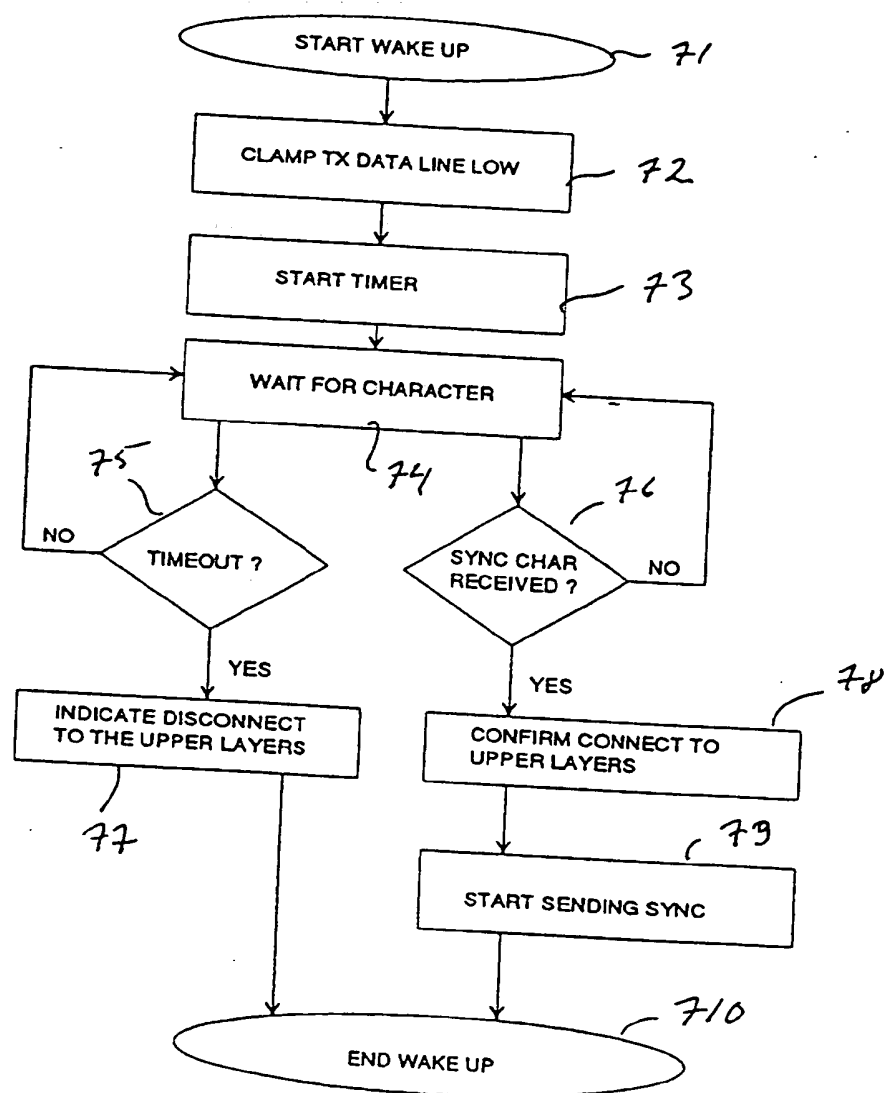 START WAKE UP
71
CLAMP TX DATA LINE LOW
72
START TIMER
73
WAIT FOR CHARACTER
74
75
76
NO
TIMEOUT ?
SYNC CHAR
RECEIVED ?
NO
YES
YES
78
INDICATE DISCONNECT
TO THE UPPER LAYERS
CONFIRM CONNECT TO
UPPER LAYERS
77
79
START SENDING SYNC
710
END WAKE UP